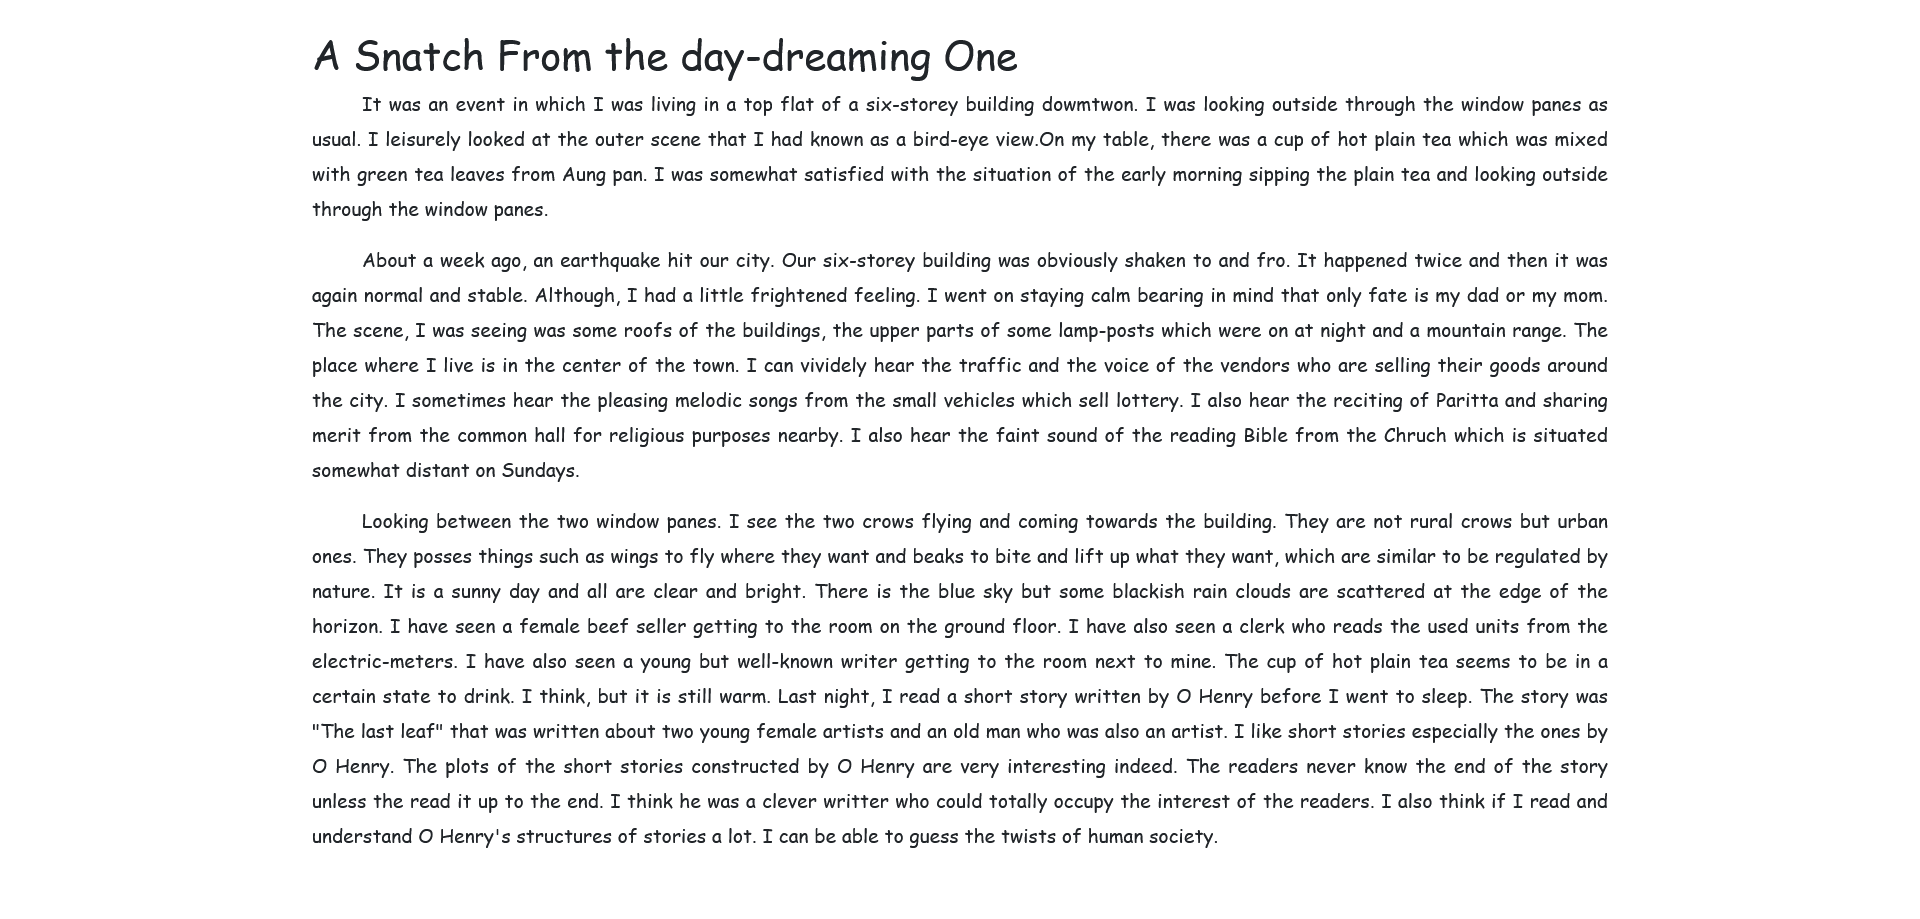 A Snatch From the day-dreaming One
It was an event in which I was living in a top flat of a six-storey building dowmtwon. I was looking outside through the window panes as
usual. I leisurely looked at the outer scene that I had known as a bird-eye view.On my table, there was a cup of hot plain tea which was mixed
with green tea leaves from Aung pan. I was somewhat satisfied with the situation of the early morning sipping the plain tea and looking outside
through the window panes.
About a week ago, an earthquake hit our city. Our six-storey building was obviously shaken to and fro. It happened twice and then it was
again normal and stable. Although, I had a little frightened feeling. I went on staying calm bearing in mind that only fate is my dad or my mom.
The scene, I was seeing was some roofs of the buildings, the upper parts of some lamp-posts which were on at night and a mountain range. The
place where I live is in the center of the town. I can vividely hear the traffic and the voice of the vendors who are selling their goods around
the city. I sometimes hear the pleasing melodic songs from the small vehicles which sell lottery. I also hear the reciting of Paritta and sharing
merit from the common hall for religious purposes nearby. I also hear the faint sound of the reading Bible from the Chruch which is situated
somewhat distant on Sundays.
Looking between the two window panes. I see the two crows flying and coming towards the building. They are not rural crows but urban
ones. They posses things such as wings to fly where they want and beaks to bite and lift up what they want, which are similar to be regulated by
nature. It is a sunny day and all are clear and bright. There is the blue sky but some blackish rain clouds are scattered at the edge of the
horizon. I have seen a female beef seller getting to the room on the ground floor. I have also seen a clerk who reads the used units from the
electric-meters. I have also seen a young but well-known writer getting to the room next to mine. The cup of hot plain tea seems to be in a
certain state to drink. I think, but it is still warm. Last night, I read a short story written by O Henry before I went to sleep. The story was
"The last leaf" that was written about two young female artists and an old man who was also an artist. I like short stories especially the ones by
O Henry. The plots of the short stories constructed by O Henry are very interesting indeed. The readers never know the end of the story
unless the read it up to the end. I think he was a clever writter who could totally occupy the interest of the readers. I also think if I read and
understand O Henry's structures of stories a lot. I can be able to guess the twists of human society.